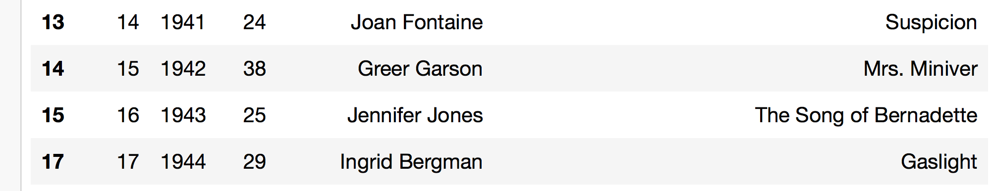 13 14 1941 24 Joan Fontaine Suspicion
14 15 1942 38 Greer Garson Mrs. Miniver
15 16 1943 25 Jennifer Jones The Song of Bernadette
17 17 1944 29 Ingrid Bergman Gaslight